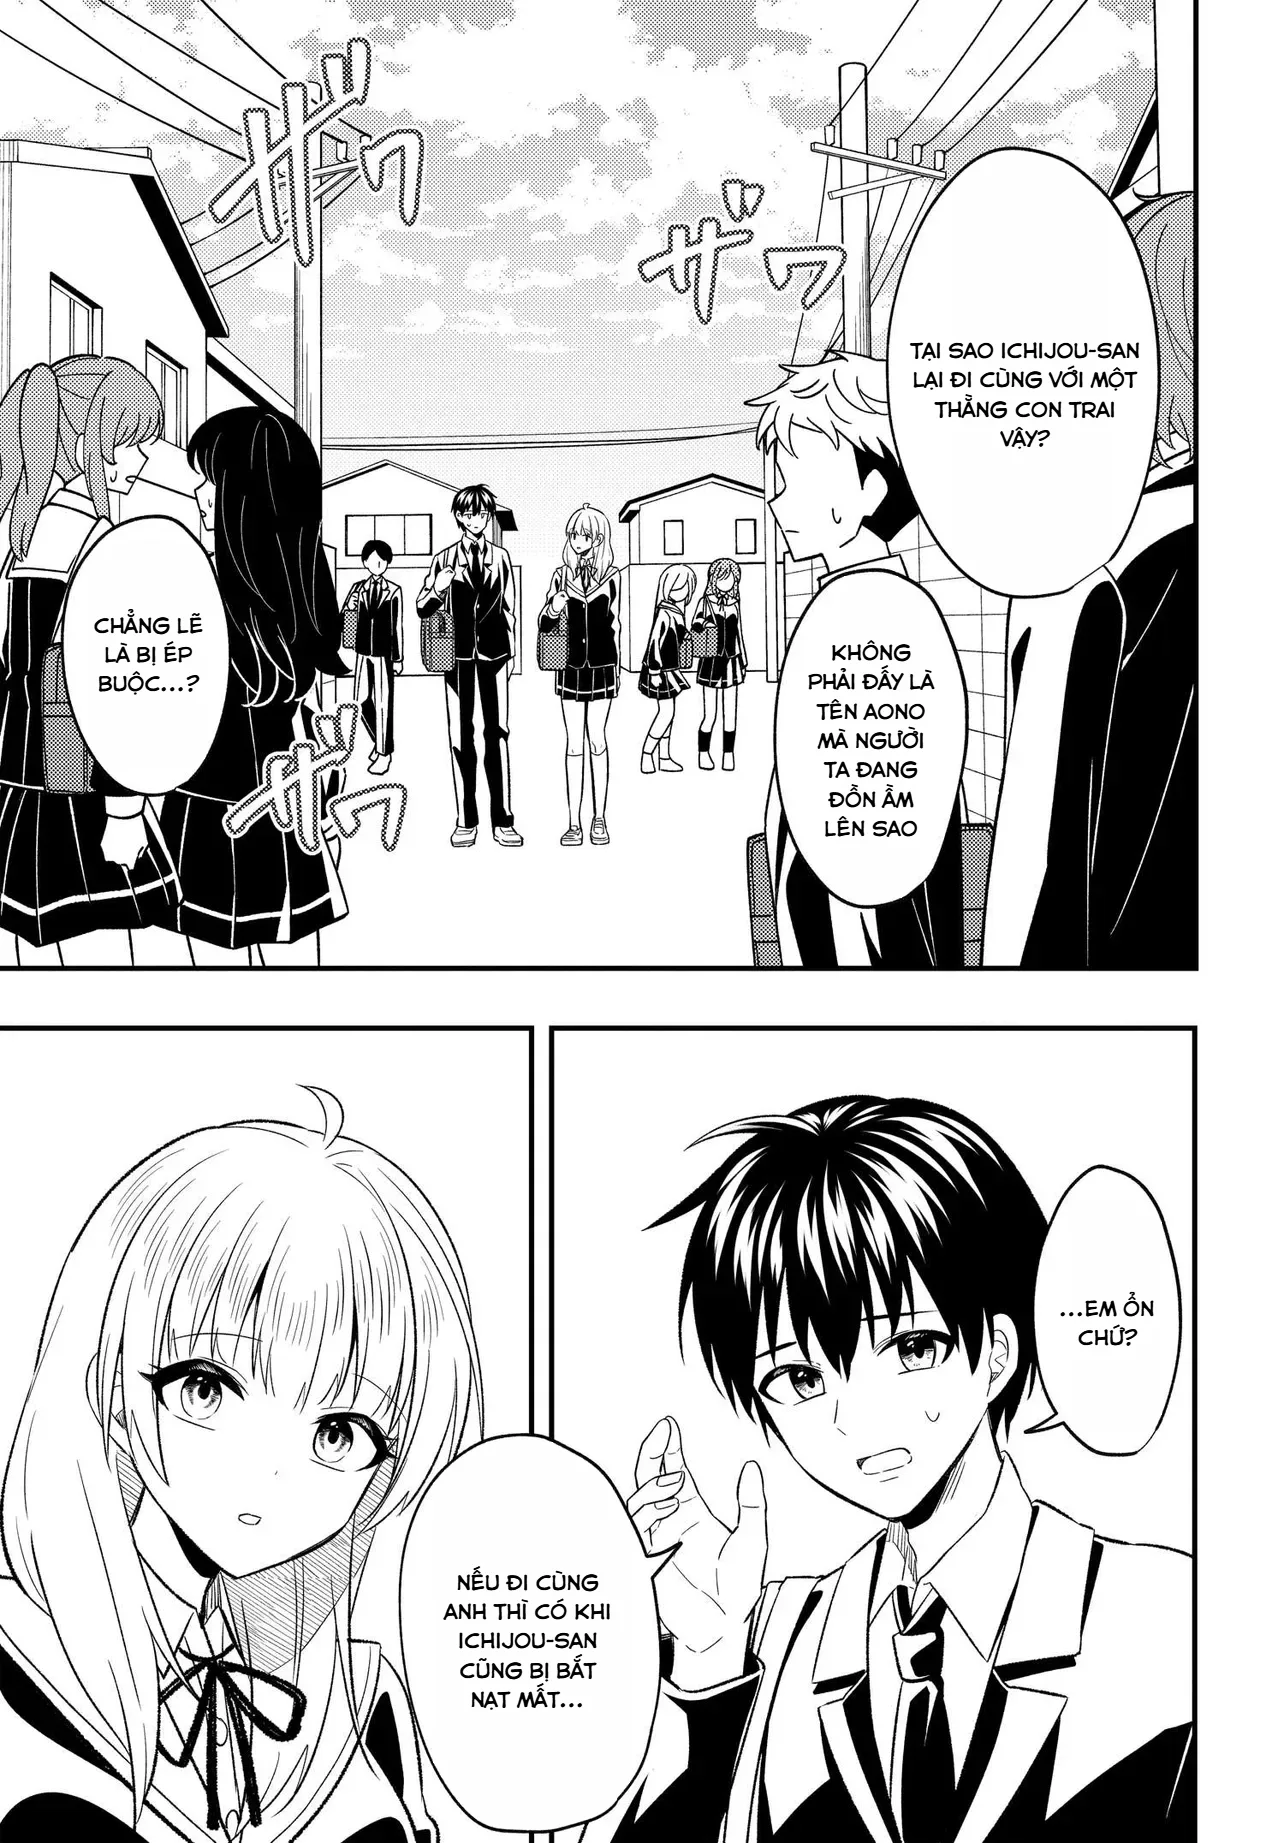 TẠI SAO ICHIJOU-SAN
LẠI ĐI CÙNG VỚI MỘT
THẰNG CON TRAI
VẬY?
KHÔNG
PHẢI ĐẤY LÀ
TÊN AONO
MÀ NGƯỜI
TA ĐANG
ĐỒN ẦM
LÊN SAO
ザワ
ザワ
CHẲNG LẼ
LÀ BỊ ÉP
BUỘC...?
ザワ
...EM ỔN
CHỨ?
NẾU ĐI CÙNG
ANH THÌ CÓ KHI
ICHIJOU-SAN
CŨNG BỊ BẮT
NẠT MẤT...